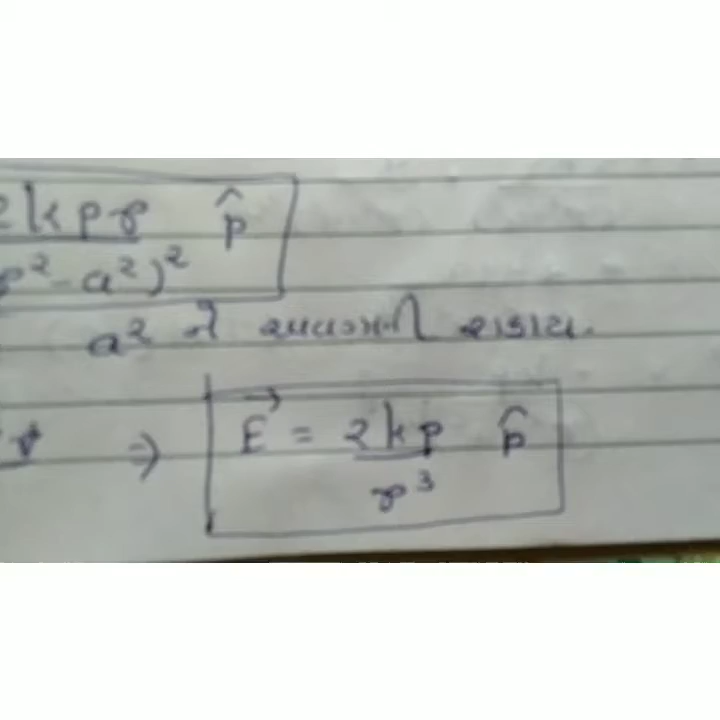 2kpr p̂
(r² - a²)²
a² ને અવગણી શકાય.
r ⇒ E⃗ = 2kp p̂
r³